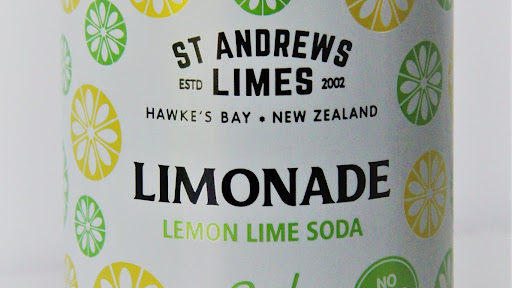 ST ANDREWS
ESTD LIMES 2002
HAWKE'S BAY • NEW ZEALAND
LIMONADE
LEMON LIME SODA
NO